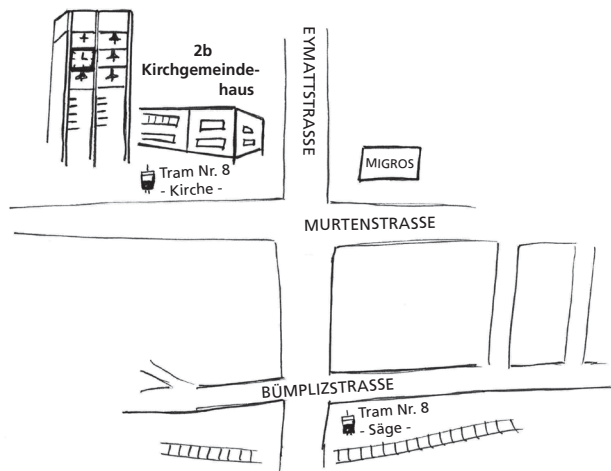 2b
Kirchgemeinde-
haus
EYMATTSTRASSE
MIGROS
Tram Nr. 8
- Kirche -
MURTENSTRASSE
BÜMPLIZSTRASSE
Tram Nr. 8
- Säge -